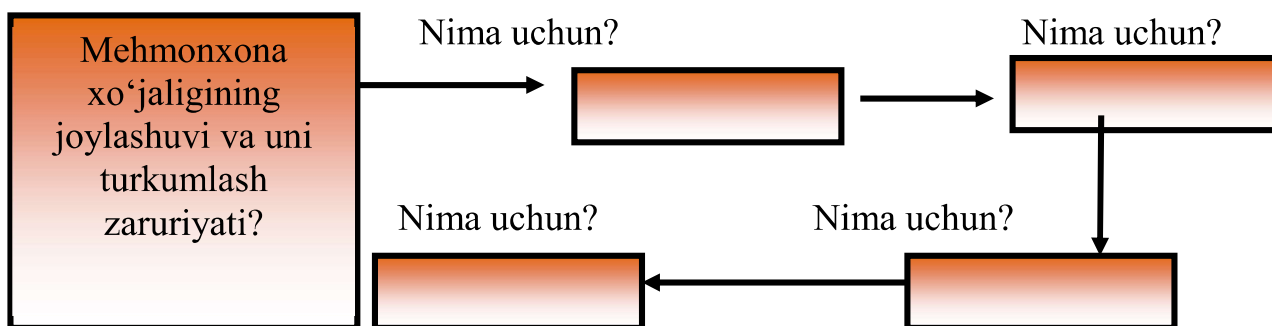 Mehmonxona
xo‘jaligining
joylashuvi va uni
turkumlash
zaruriyati?
Nima uchun?
Nima uchun?
Nima uchun?
Nima uchun?